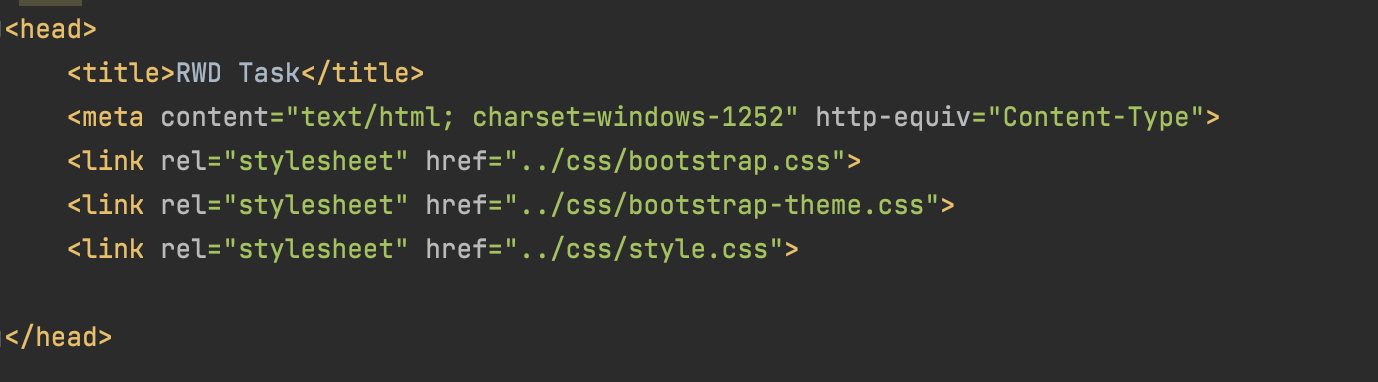 <head>
<title>RWD Task</title>
<meta content="text/html; charset=windows-1252" http-equiv="Content-Type">
<link rel="stylesheet" href="../css/bootstrap.css">
<link rel="stylesheet" href="../css/bootstrap-theme.css">
<link rel="stylesheet" href="../css/style.css">
</head>